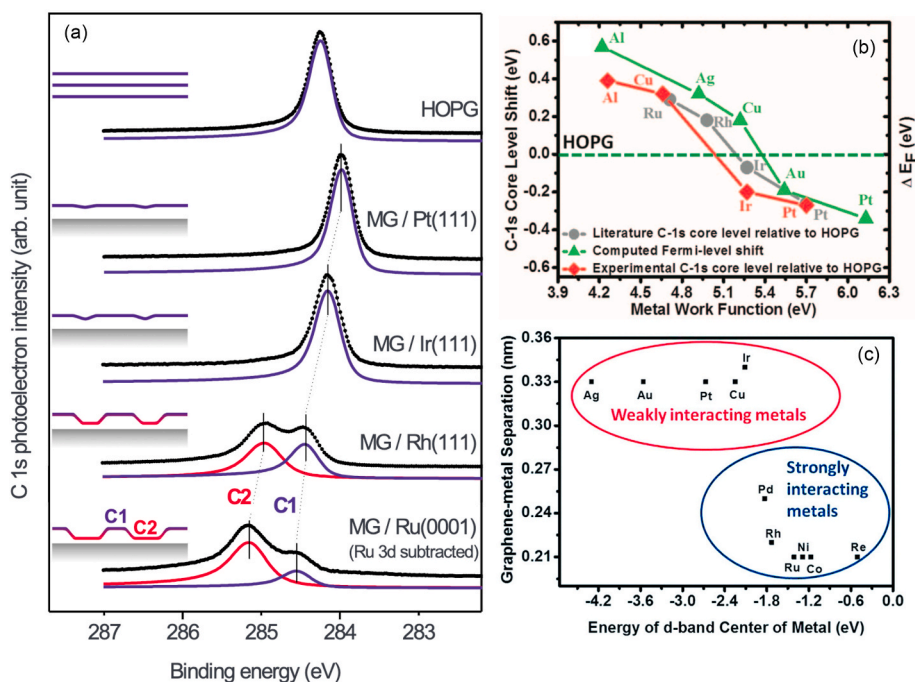 (a)
C 1s photoelectron intensity (arb. unit)
HOPG
MG / Pt(111)
MG / Ir(111)
MG / Rh(111)
C2
C1
MG / Ru(0001)
(Ru 3d subtracted)
C1
C2
287
286
285
284
283
Binding energy (eV)
(b)
C-1s Core Level Shift (eV)
0.6
0.4
0.2
0.0
-0.2
-0.4
-0.6
Al
Ag
Cu
Cu
Al
Ru
Rh
HOPG
Ir
Au
Ir
Pt
Pt
Pt
Δ EF
Literature C-1s core level relative to HOPG
Computed Fermi-level shift
Experimental C-1s core level relative to HOPG
3.9
4.2
4.5
4.8
5.1
5.4
5.7
6.0
6.3
Metal Work Function (eV)
(c)
Graphene-metal Separation (nm)
0.36
0.33
0.30
0.27
0.24
0.21
Ir
Ag
Au
Pt
Cu
Weakly interacting metals
Strongly
interacting
metals
Pd
Rh
Ni
Re
Ru
Co
-4.2
-3.6
-3.0
-2.4
-1.8
-1.2
-0.6
0.0
Energy of d-band Center of Metal (eV)